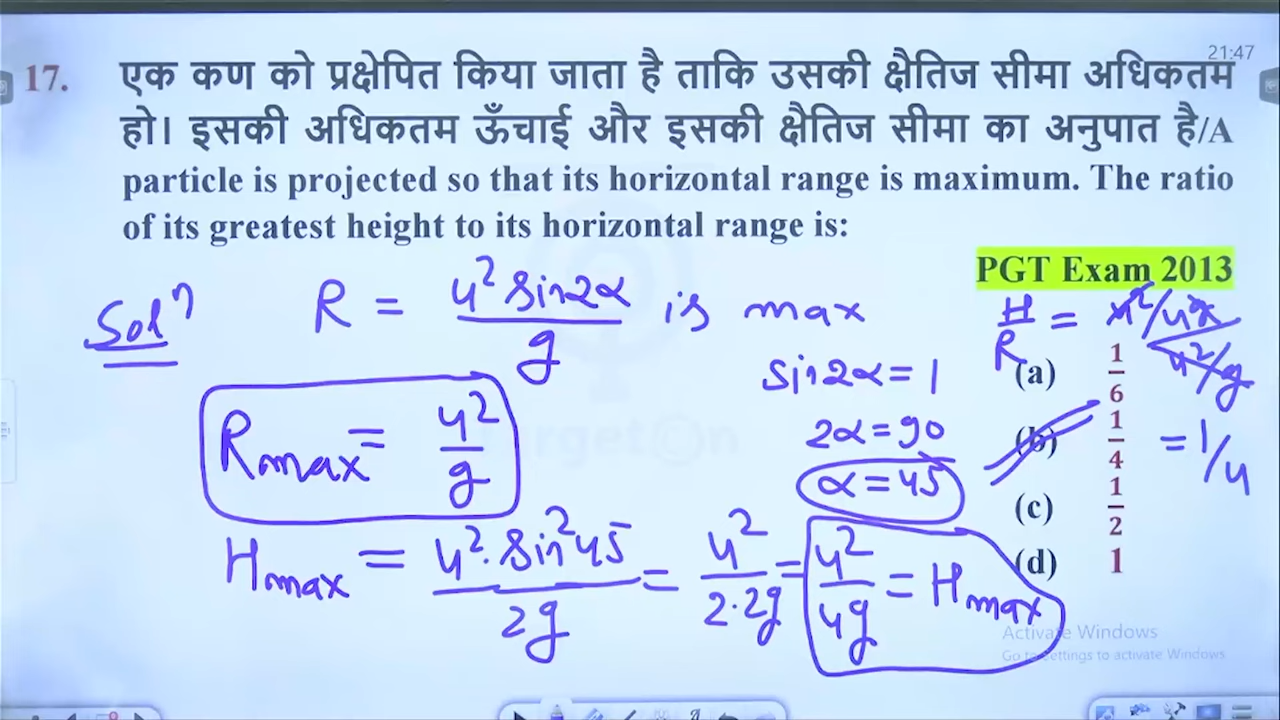 21:47
17. एक कण को प्रक्षेपित किया जाता है ताकि उसकी क्षैतिज सीमा अधिकतम
हो। इसकी अधिकतम ऊँचाई और इसकी क्षैतिज सीमा का अनुपात है/A
particle is projected so that its horizontal range is maximum. The ratio
of its greatest height to its horizontal range is:
PGT Exam 2013
Solⁿ R = u² sin2α / g is max
H/R = u²/4g / u²/g
sin2α = 1
(a) 1/6
Rmax = u²/g
2α = 90
(b) 1/4 = 1/4
α = 45
(c) 1/2
Hmax = u². sin²45 / 2g = u² / 2·2g = u²/4g = Hmax
(d) 1
Activate Windows
Go to Settings to activate Windows